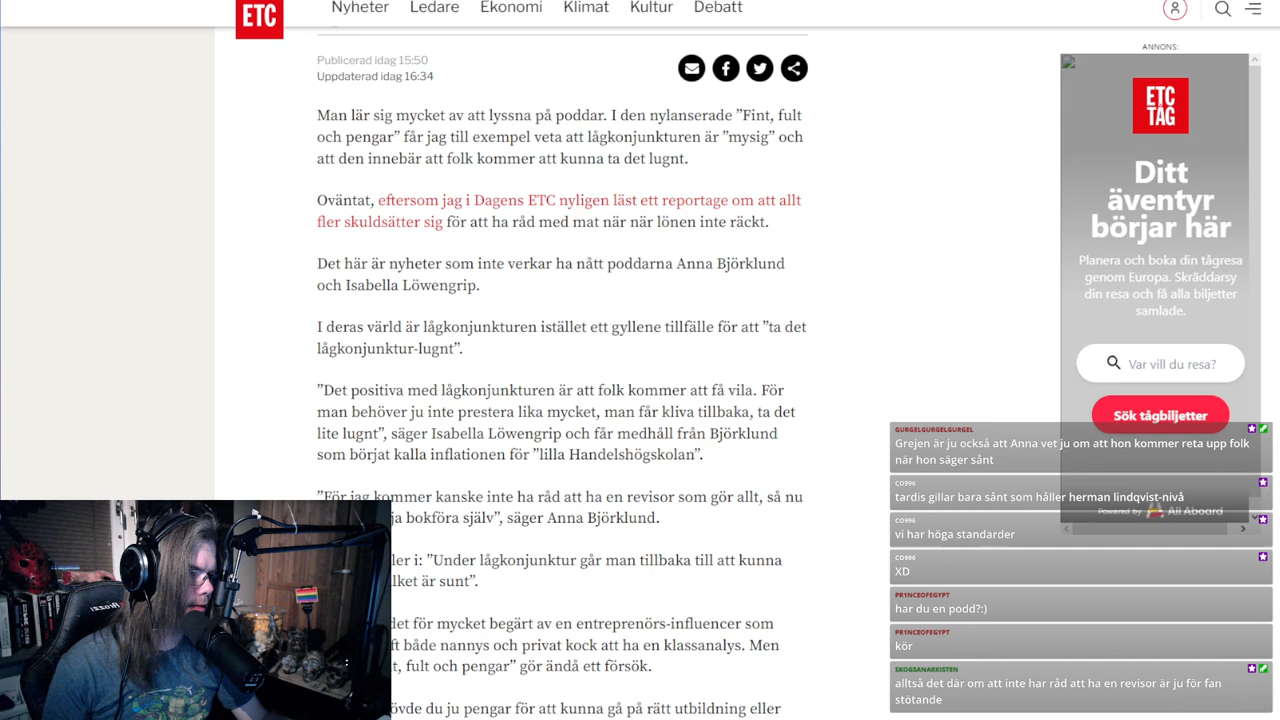 ETC
Nyheter Ledare Ekonomi Klimat Kultur Debatt
Publicerad idag 15:50
Uppdaterad idag 16:34
Man lär sig mycket av att lyssna på poddar. I den nylanserade ”Fint, fult
och pengar” får jag till exempel veta att lågkonjunkturen är ”mysig” och
att den innebär att folk kommer att kunna ta det lugnt.
Oväntat, eftersom jag i Dagens ETC nyligen läst ett reportage om att allt
fler skuldsätter sig för att ha råd med mat när när lönen inte räckt.
Det här är nyheter som inte verkar ha nått poddarna Anna Björklund
och Isabella Löwengrip.
I deras värld är lågkonjunkturen istället ett gyllene tillfälle för att ”ta det
lågkonjunktur-lugnt”.
”Det positiva med lågkonjunkturen är att folk kommer att få vila. För
man behöver ju inte prestera lika mycket, man får kliva tillbaka, ta det
lite lugnt”, säger Isabella Löwengrip och får medhåll från Björklund
som börjat kalla inflationen för ”lilla Handelshögskolan”.
”För jag kommer kanske inte ha råd att ha en revisor som gör allt, så nu
ja bokföra själv”, säger Anna Björklund.
ler i: ”Under lågkonjunktur går man tillbaka till att kunna
lket är sunt”.
det för mycket begärt av en entreprenörs-influencer som
ft både nannys och privat kock att ha en klassanalys. Men
t, fult och pengar” gör ändå ett försök.
övde du ju pengar för att kunna gå på rätt utbildning eller
ANNONS:
ETC
TAG
Ditt
äventyr
börjar här
Planera och boka din tågresa
genom Europa. Skräddarsy
din resa och få alla biljetter
samlade.
Var vill du resa?
Sök tågbiljetter
Powered by All Aboard
GURGELGURGELGURGEL
Grejen är ju också att Anna vet ju om att hon kommer reta upp folk
när hon säger sånt
CO996
tardis gillar bara sånt som håller herman lindqvist-nivå
CO996
vi har höga standarder
CO996
XD
PR1NCEOFEGYPT
har du en podd?:)
PR1NCEOFEGYPT
kör
SKOGSANARKISTEN
alltså det där om att inte har råd att ha en revisor är ju för fan
stötande